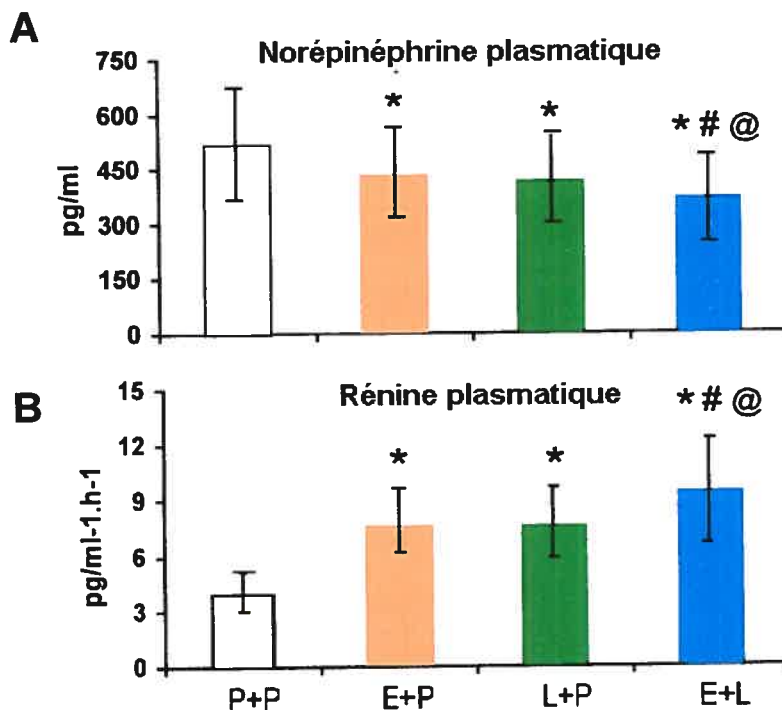 A
Norépinéphrine plasmatique
pg/ml
750
600
450
300
150
0
*
*
* # @
B
Rénine plasmatique
pg/ml-1.h-1
15
12
9
6
3
0
*
*
* # @
P+P E+P L+P E+L